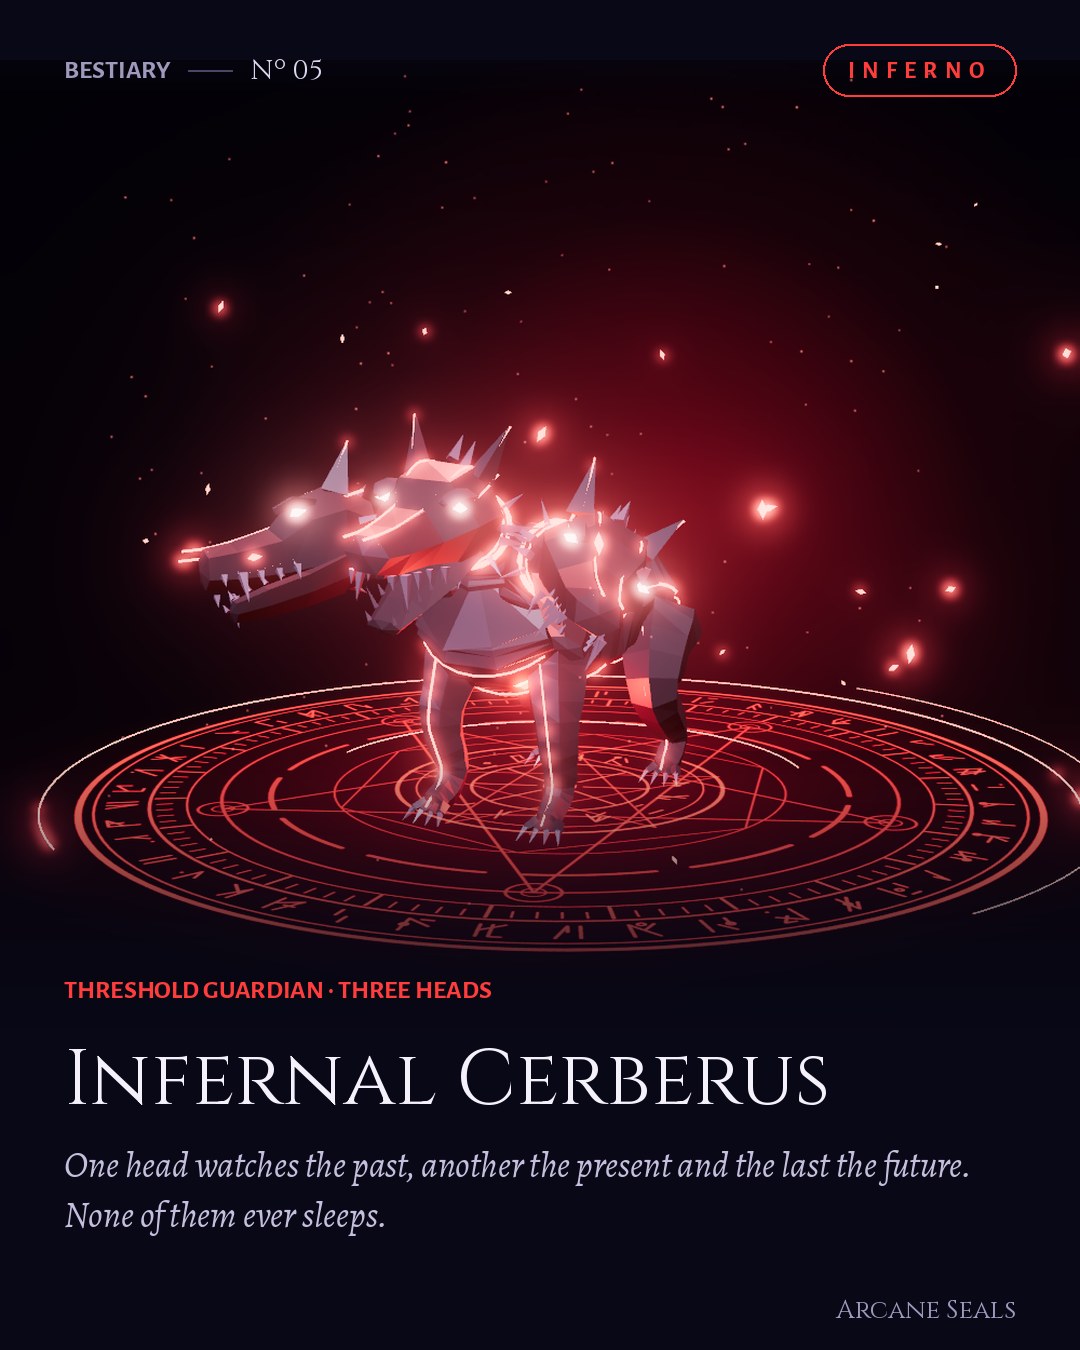 BESTIARY — Nº 05
INFERNO
THRESHOLD GUARDIAN · THREE HEADS
INFERNAL CERBERUS
One head watches the past, another the present and the last the future.
None of them ever sleeps.
ARCANE SEALS